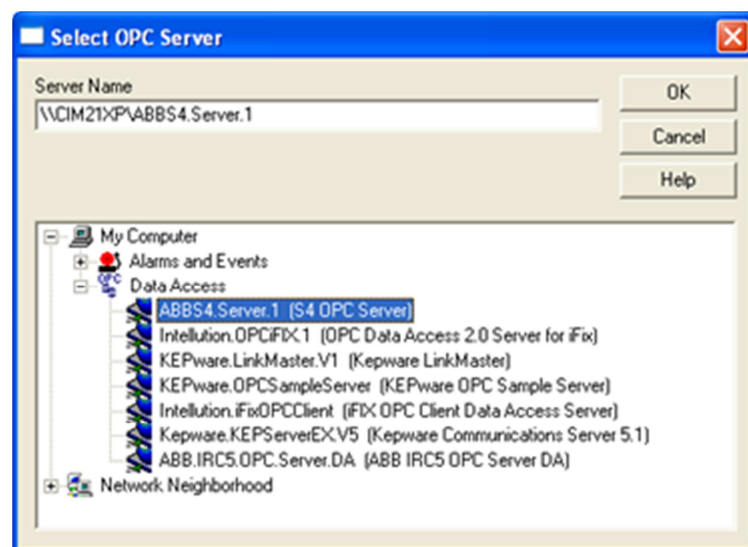 Select OPC Server
Server Name
\\CIM21XP\ABBS4.Server.1
OK
Cancel
Help
My Computer
Alarms and Events
OPC
Data Access
ABBS4.Server.1 (S4 OPC Server)
Intellution.OPCiFIX.1 (OPC Data Access 2.0 Server for iFix)
KEPware.LinkMaster.V1 (Kepware LinkMaster)
KEPware.OPCSampleServer (KEPware OPC Sample Server)
Intellution.iFixOPCClient (iFIX OPC Client Data Access Server)
Kepware.KEPServerEX.V5 (Kepware Communications Server 5.1)
ABB.IRC5.OPC.Server.DA (ABB IRC5 OPC Server DA)
Network Neighborhood